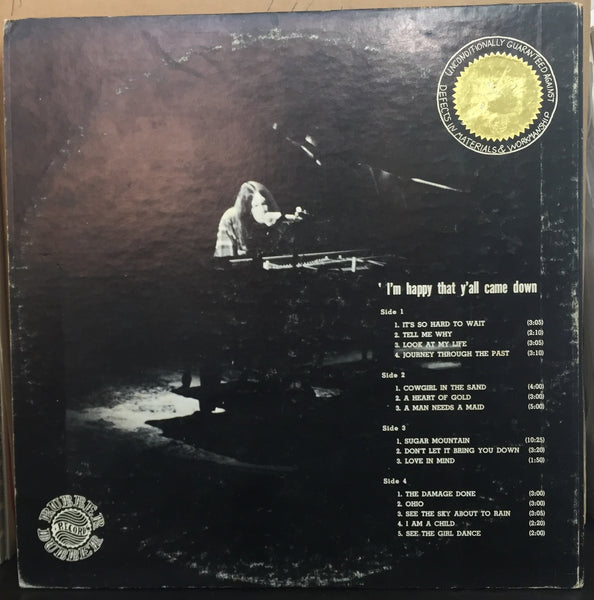 UNCONDITIONALLY GUARANTEED AGAINST
DEFECTS IN MATERIALS & WORKMANSHIP
' I'm happy that y'all came down
Side 1
1. IT'S SO HARD TO WAIT (3:05)
2. TELL ME WHY (2:10)
3. LOOK AT MY LIFE (3:05)
4. JOURNEY THROUGH THE PAST (3:10)
Side 2
1. COWGIRL IN THE SAND (4:00)
2. A HEART OF GOLD (3:00)
3. A MAN NEEDS A MAID (5:00)
Side 3
1. SUGAR MOUNTAIN (10:25)
2. DON'T LET IT BRING YOU DOWN (3:20)
3. LOVE IN MIND (1:50)
Side 4
1. THE DAMAGE DONE (3:00)
2. OHIO (3:00)
3. SEE THE SKY ABOUT TO RAIN (3:05)
4. I AM A CHILD (2:20)
5. SEE THE GIRL DANCE (2:00)
RUBBER
RECORDS
DUBBER